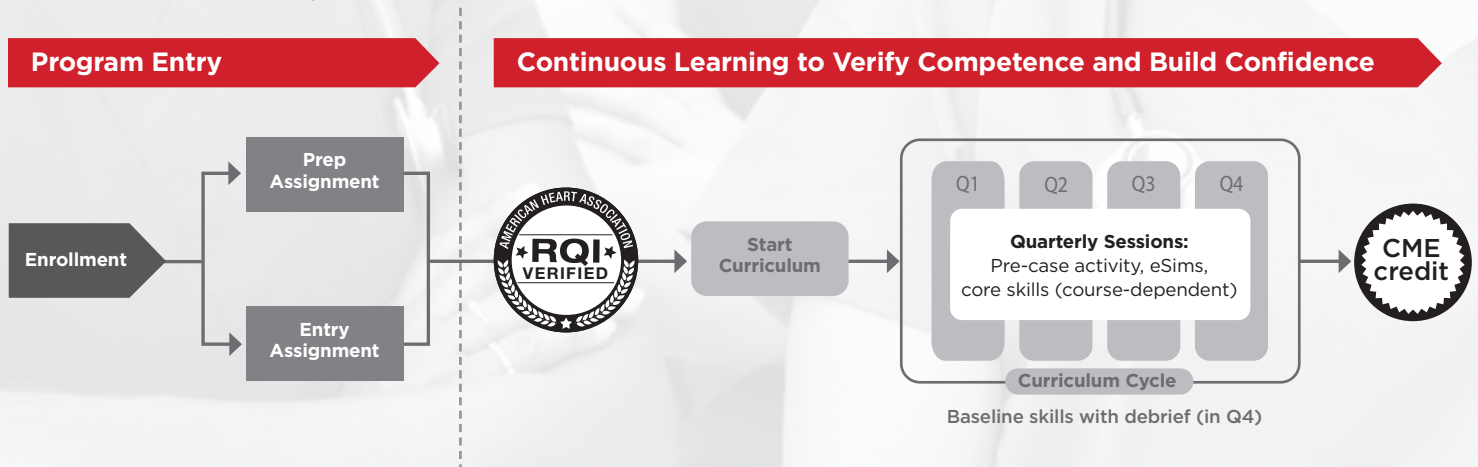 Program Entry
Continuous Learning to Verify Competence and Build Confidence
Enrollment
Prep
Assignment
Entry
Assignment
AMERICAN HEART ASSOCIATION
RQI
VERIFIED
Start
Curriculum
Q1
Q2
Q3
Q4
Quarterly Sessions:
Pre-case activity, eSims,
core skills (course-dependent)
Curriculum Cycle
Baseline skills with debrief (in Q4)
CME
credit